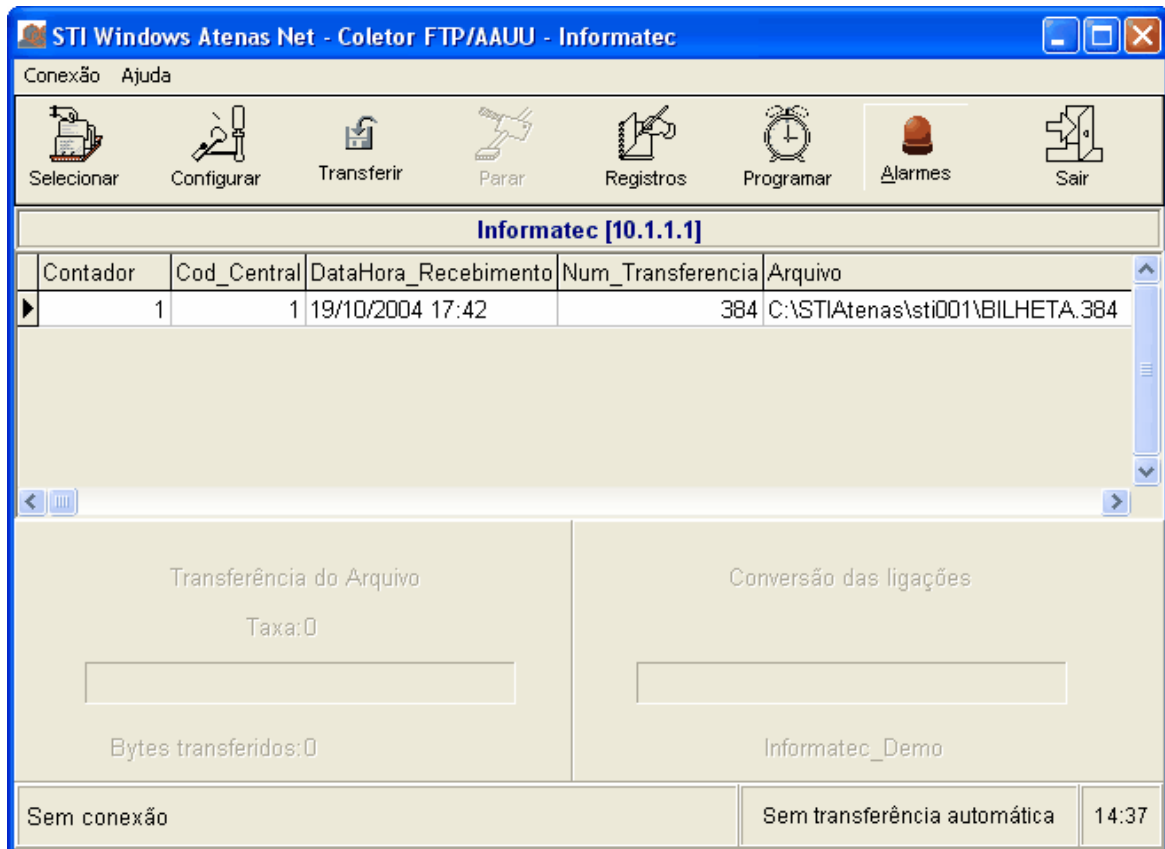 STI Windows Atenas Net - Coletor FTP/AAUU - Informatec
Conexão Ajuda
Selecionar Configurar Transferir Parar Registros Programar Alarmes Sair
Informatec [10.1.1.1]
Contador Cod_Central DataHora_Recebimento Num_Transferencia Arquivo
1 1 19/10/2004 17:42 384 C:\STIAtenas\sti001\BILHETA.384
Transferência do Arquivo Conversão das ligações
Taxa:0
Bytes transferidos:0 Informatec_Demo
Sem conexão Sem transferência automática 14:37